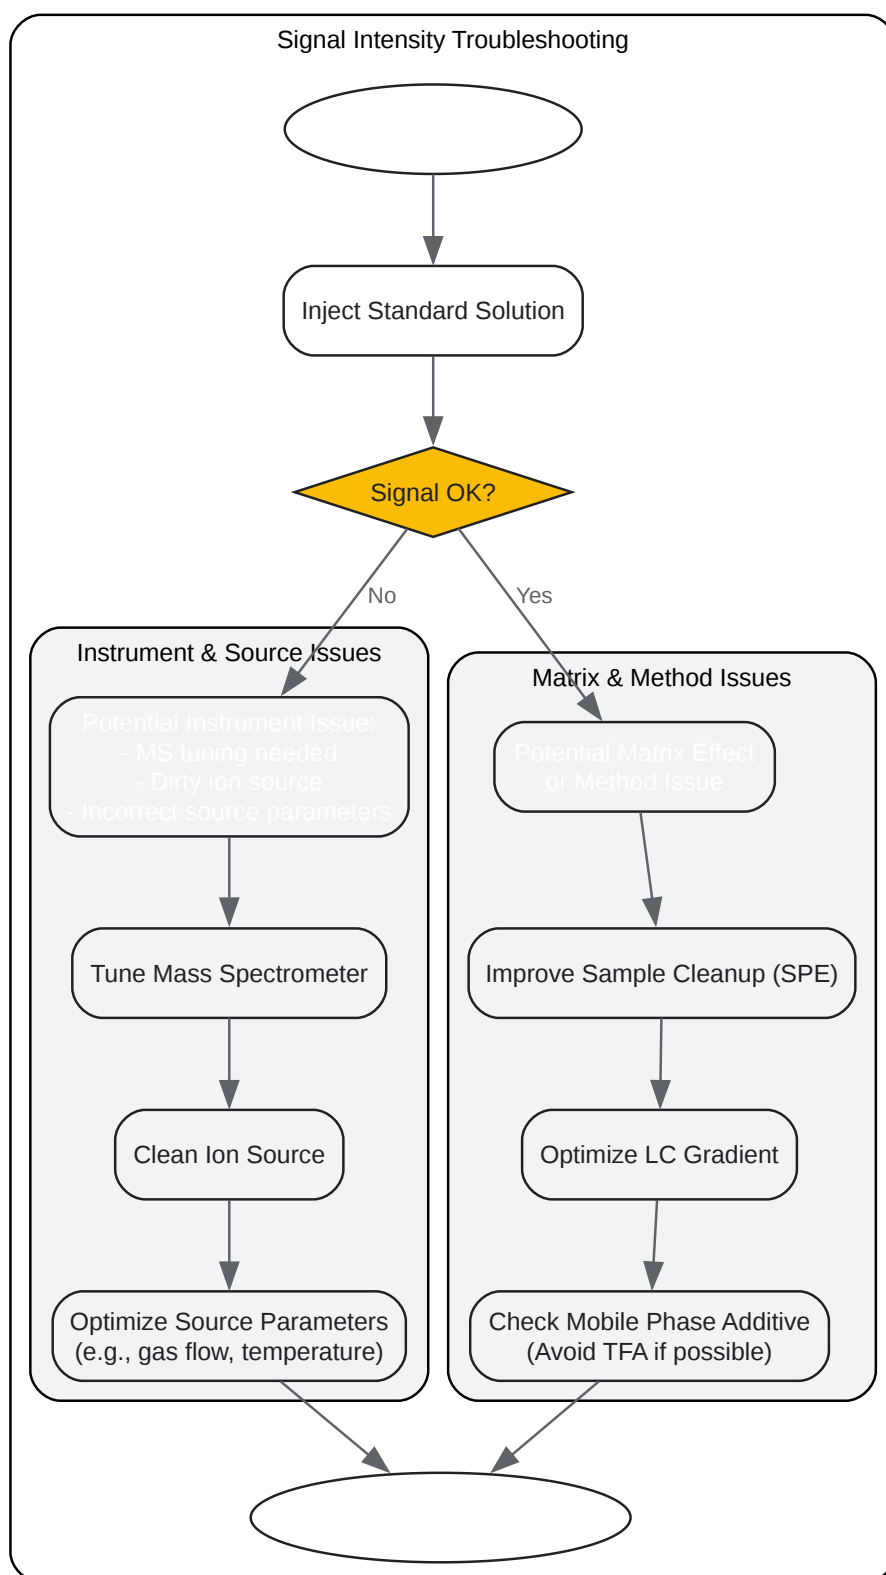 Signal Intensity Troubleshooting
Inject Standard Solution
Signal OK?
No
Yes
Instrument & Source Issues
Potential Instrument Issue:
- MS tuning needed
- Dirty ion source
- Incorrect source parameters
Tune Mass Spectrometer
Clean Ion Source
Optimize Source Parameters
(e.g., gas flow, temperature)
Matrix & Method Issues
Potential Matrix Effect
or Method Issue
Improve Sample Cleanup (SPE)
Optimize LC Gradient
Check Mobile Phase Additive
(Avoid TFA if possible)